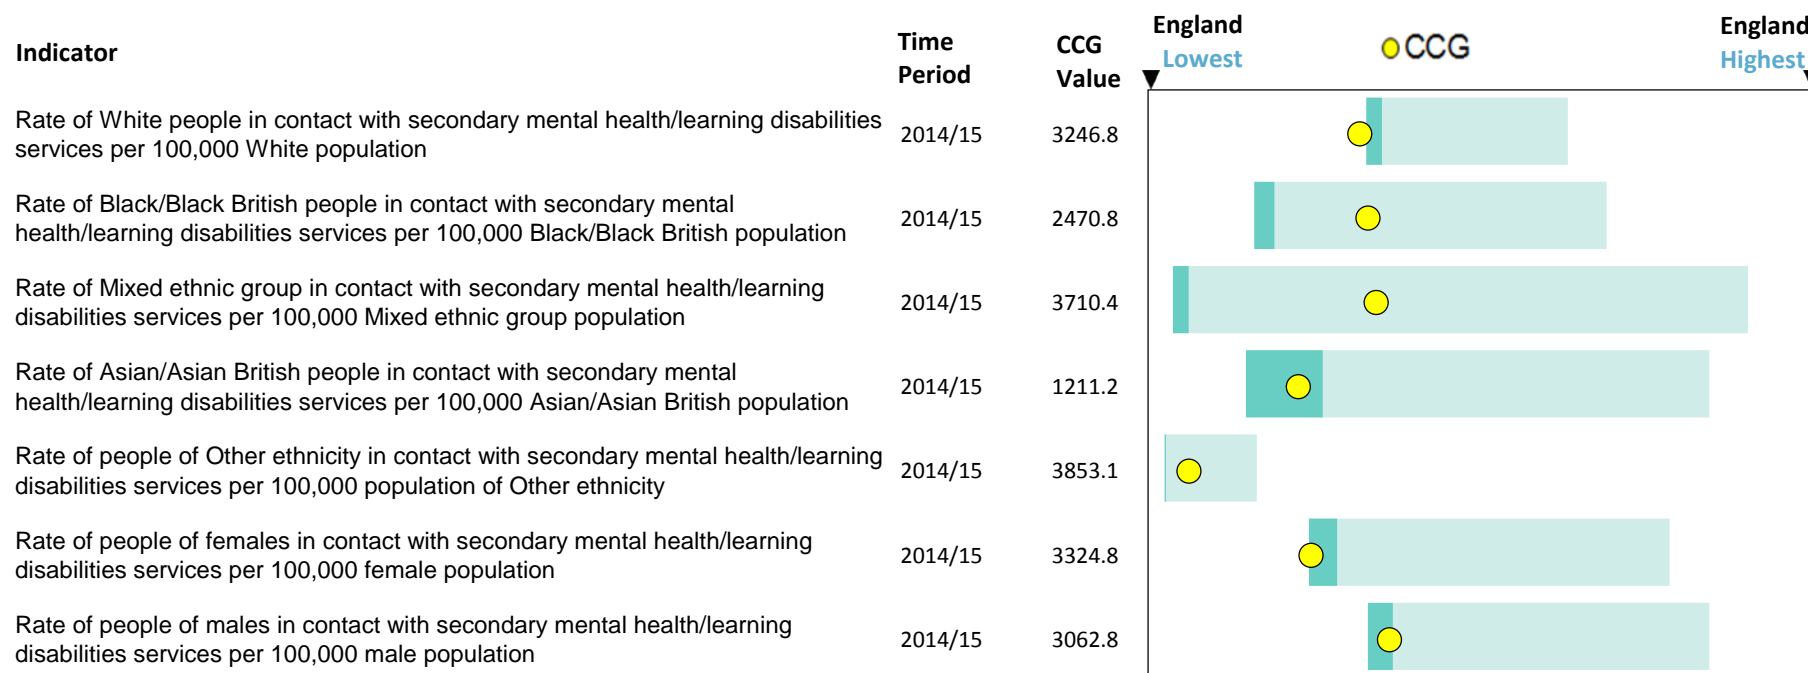 Indicator
Time
Period
CCG
Value
England
Lowest
CCG
England
Highest
Rate of White people in contact with secondary mental health/learning disabilities
services per 100,000 White population
2014/15
3246.8
Rate of Black/Black British people in contact with secondary mental
health/learning disabilities services per 100,000 Black/Black British population
2014/15
2470.8
Rate of Mixed ethnic group in contact with secondary mental health/learning
disabilities services per 100,000 Mixed ethnic group population
2014/15
3710.4
Rate of Asian/Asian British people in contact with secondary mental
health/learning disabilities services per 100,000 Asian/Asian British population
2014/15
1211.2
Rate of people of Other ethnicity in contact with secondary mental health/learning
disabilities services per 100,000 population of Other ethnicity
2014/15
3853.1
Rate of people of females in contact with secondary mental health/learning
disabilities services per 100,000 female population
2014/15
3324.8
Rate of people of males in contact with secondary mental health/learning
disabilities services per 100,000 male population
2014/15
3062.8